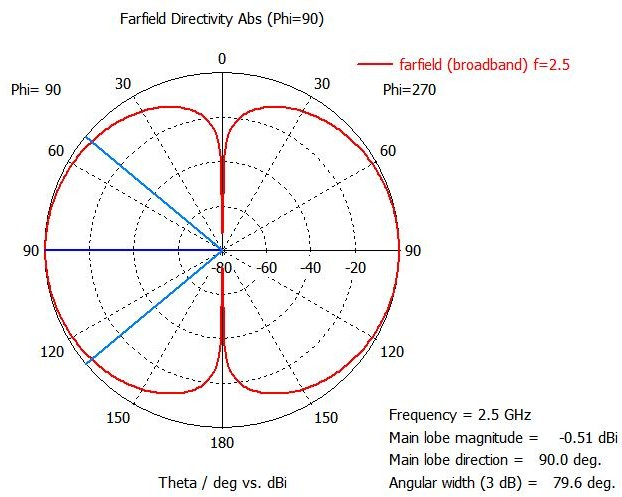 Farfield Directivity Abs (Phi=90)
0
farfield (broadband) f=2.5
Phi= 90
30
30
Phi=270
60
60
90
-80
-60
-40
-20
90
120
120
150
150
180
Frequency = 2.5 GHz
Main lobe magnitude = -0.51 dBi
Main lobe direction = 90.0 deg.
Angular width (3 dB) = 79.6 deg.
Theta / deg vs. dBi